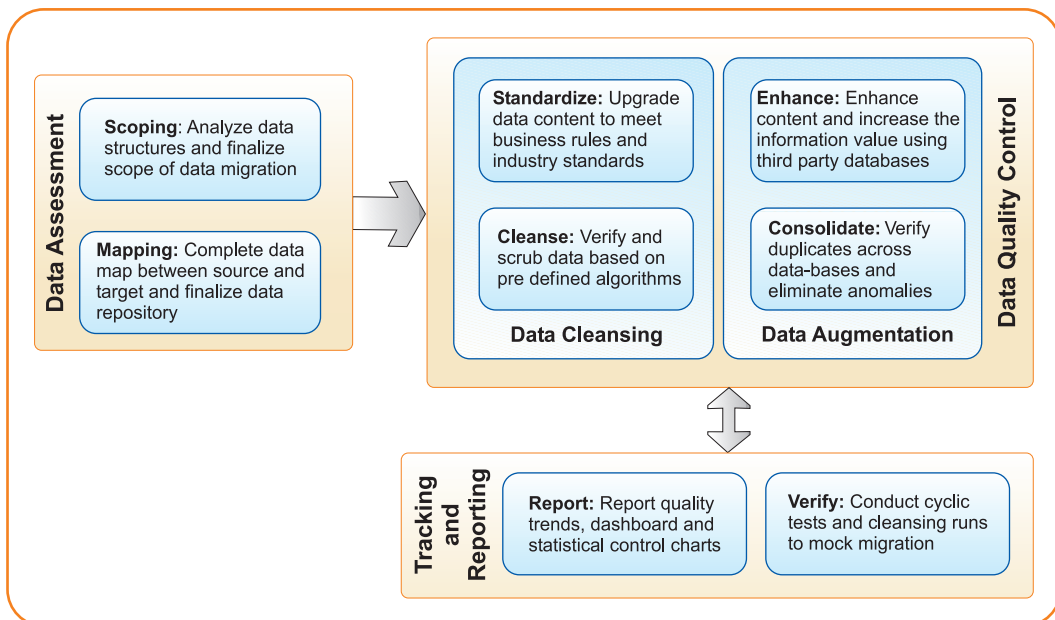 Data Assessment
Scoping: Analyze data
structures and finalize
scope of data migration
Mapping: Complete data
map between source and
target and finalize data
repository
Standardize: Upgrade
data content to meet
business rules and
industry standards
Cleanse: Verify and
scrub data based on
pre defined algorithms
Data Cleansing
Enhance: Enhance
content and increase the
information value using
third party databases
Consolidate: Verify
duplicates across
data-bases and
eliminate anomalies
Data Augmentation
Data Quality Control
Tracking
and
Reporting
Report: Report quality
trends, dashboard and
statistical control charts
Verify: Conduct cyclic
tests and cleansing runs
to mock migration